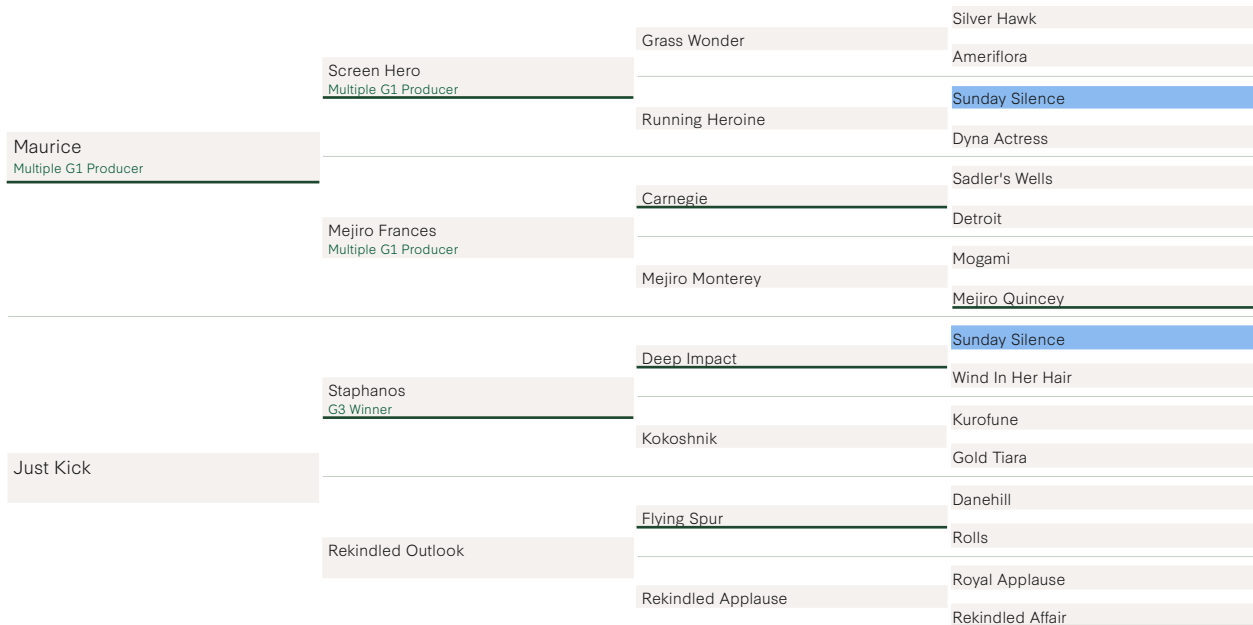 Maurice
Multiple G1 Producer
Just Kick
Screen Hero
Multiple G1 Producer
Mejiro Frances
Multiple G1 Producer
Staphanos
G3 Winner
Rekindled Outlook
Grass Wonder
Running Heroine
Carnegie
Mejiro Monterey
Deep Impact
Kokoshnik
Flying Spur
Rekindled Applause
Silver Hawk
Ameriflora
Sunday Silence
Dyna Actress
Sadler's Wells
Detroit
Mogami
Mejiro Quincey
Sunday Silence
Wind In Her Hair
Kurofune
Gold Tiara
Danehill
Rolls
Royal Applause
Rekindled Affair